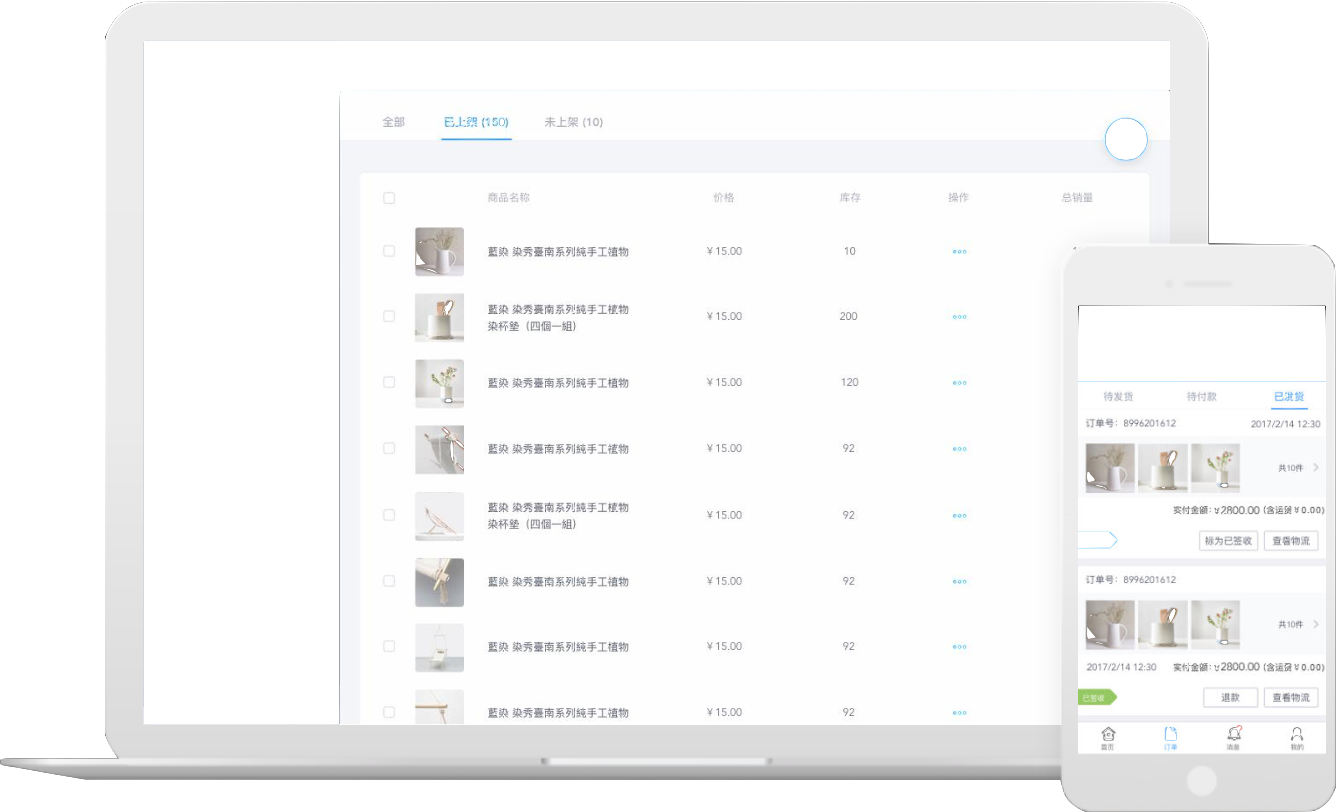 全部 已上架 (150) 未上架 (10)
商品名称 价格 库存 操作 总销量
藍染 染秀臺南系列純手工植物 ¥ 15.00 10
藍染 染秀臺南系列純手工植物 ¥ 15.00 200
染杯墊（四個一組）
藍染 染秀臺南系列純手工植物 ¥ 15.00 120
藍染 染秀臺南系列純手工植物 ¥ 15.00 92
藍染 染秀臺南系列純手工植物 ¥ 15.00 92
染杯墊（四個一組）
藍染 染秀臺南系列純手工植物 ¥ 15.00 92
藍染 染秀臺南系列純手工植物 ¥ 15.00 92
藍染 染秀臺南系列純手工植物 ¥ 15.00 92
待发货 待付款 已发货
订单号：8996201612 2017/2/14 12:30
共10件
实付金额：¥2800.00 (含运费￥0.00)
标为已签收 查看物流
订单号：8996201612
共10件
2017/2/14 12:30 实付金额：¥2800.00 (含运费￥0.00)
已签收 退款 查看物流
首页 订单 消息 我的